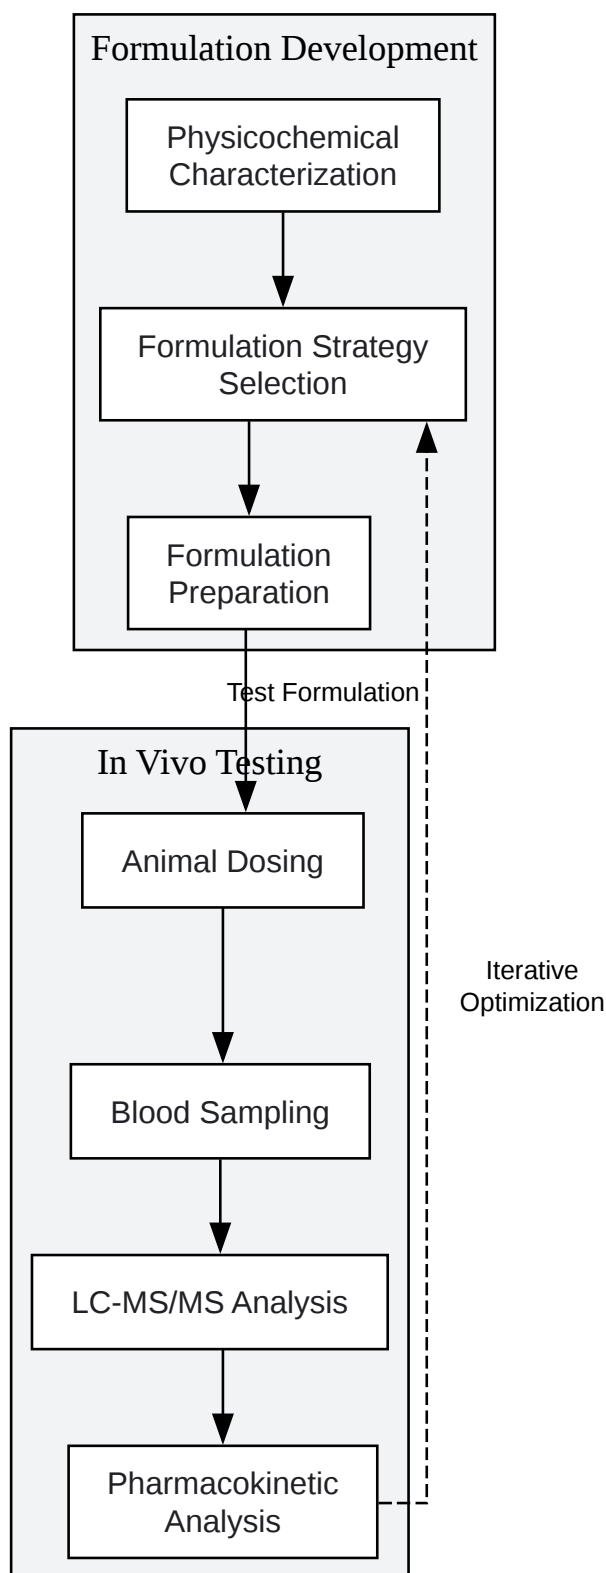 Formulation Development
Physicochemical
Characterization
Formulation Strategy
Selection
Formulation
Preparation
Test Formulation
In Vivo Testing
Animal Dosing
Iterative
Optimization
Blood Sampling
LC-MS/MS Analysis
Pharmacokinetic
Analysis